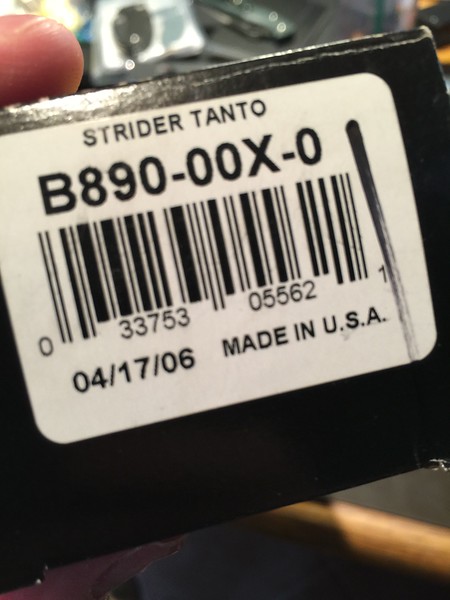 STRIDER TANTO
B890-00X-0
0 33753 05562 1
04/17/06 MADE IN U.S.A.